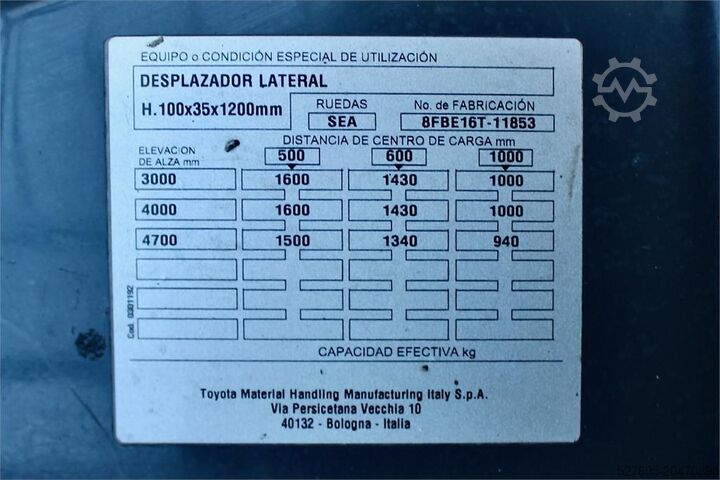 EQUIPO o CONDICIÓN ESPECIAL DE UTILIZACIÓN
DESPLAZADOR LATERAL
H.100x35x1200mm
RUEDAS
SEA
No. de FABRICACIÓN
8FBE16T-11853
DISTANCIA DE CENTRO DE CARGA mm
ELEVACION
DE ALZA mm
500 600 1000
3000 1600 1430 1000
4000 1600 1430 1000
4700 1500 1340 940
Cod. 0301192
CAPACIDAD EFECTIVA kg
Toyota Material Handling Manufacturing Italy S.p.A.
Via Persicetana Vecchia 10
40132 - Bologna - Italia